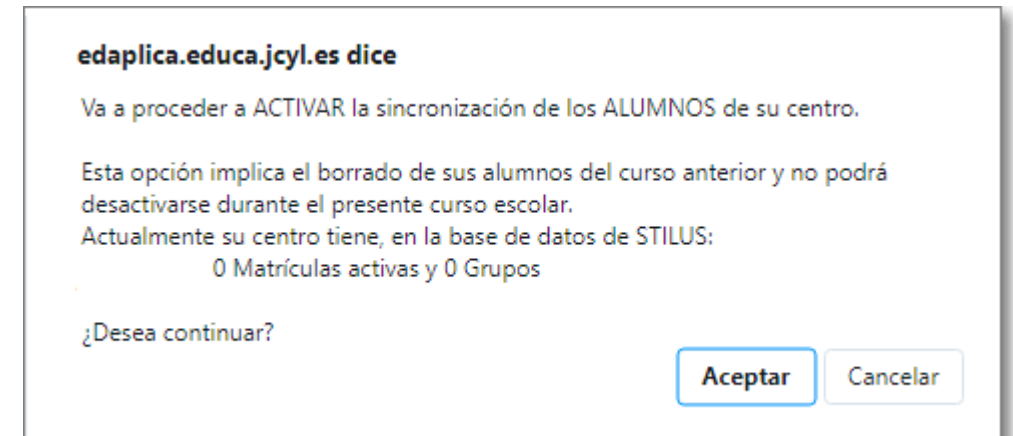 edaplica.educa.jcyl.es dice
Va a proceder a ACTIVAR la sincronización de los ALUMNOS de su centro.
Esta opción implica el borrado de sus alumnos del curso anterior y no podrá
desactivarse durante el presente curso escolar.
Actualmente su centro tiene, en la base de datos de STILUS:
0 Matrículas activas y 0 Grupos
¿Desea continuar?
Aceptar Cancelar